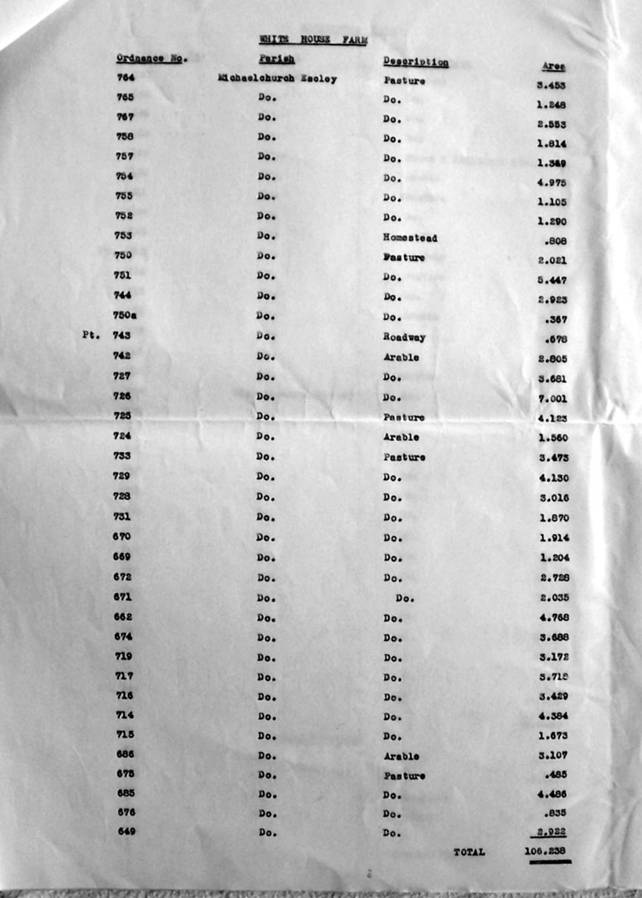 WHITE HOUSE FARM
Ordnance No. Parish Description Area
764 Michaelchurch Escley Pasture 3.453
765 Do. Do. 1.248
767 Do. Do. 2.553
758 Do. Do. 1.814
757 Do. Do. 1.369
754 Do. Do. 4.975
755 Do. Do. 1.105
752 Do. Do. 1.290
753 Do. Homestead .808
750 Do. Pasture 2.021
751 Do. Do. 5.447
744 Do. Do. 2.923
750a Do. Do. .367
Pt. 743 Do. Roadway .678
742 Do. Arable 2.805
727 Do. Do. 3.681
726 Do. Do. 7.001
725 Do. Pasture 4.123
724 Do. Arable 1.560
733 Do. Pasture 3.473
729 Do. Do. 4.130
728 Do. Do. 3.016
731 Do. Do. 1.870
670 Do. Do. 1.914
669 Do. Do. 1.204
672 Do. Do. 2.728
671 Do. Do. 2.035
662 Do. Do. 4.768
674 Do. Do. 3.688
719 Do. Do. 3.172
717 Do. Do.
716 Do. Do. 3.429
714 Do. Do. 4.384
715 Do. Do. 1.673
686 Do. Arable 3.107
675 Do. Pasture .485
685 Do. Do. 4.486
676 Do. Do. .835
649 Do. Do. 2.922
TOTAL 106.238